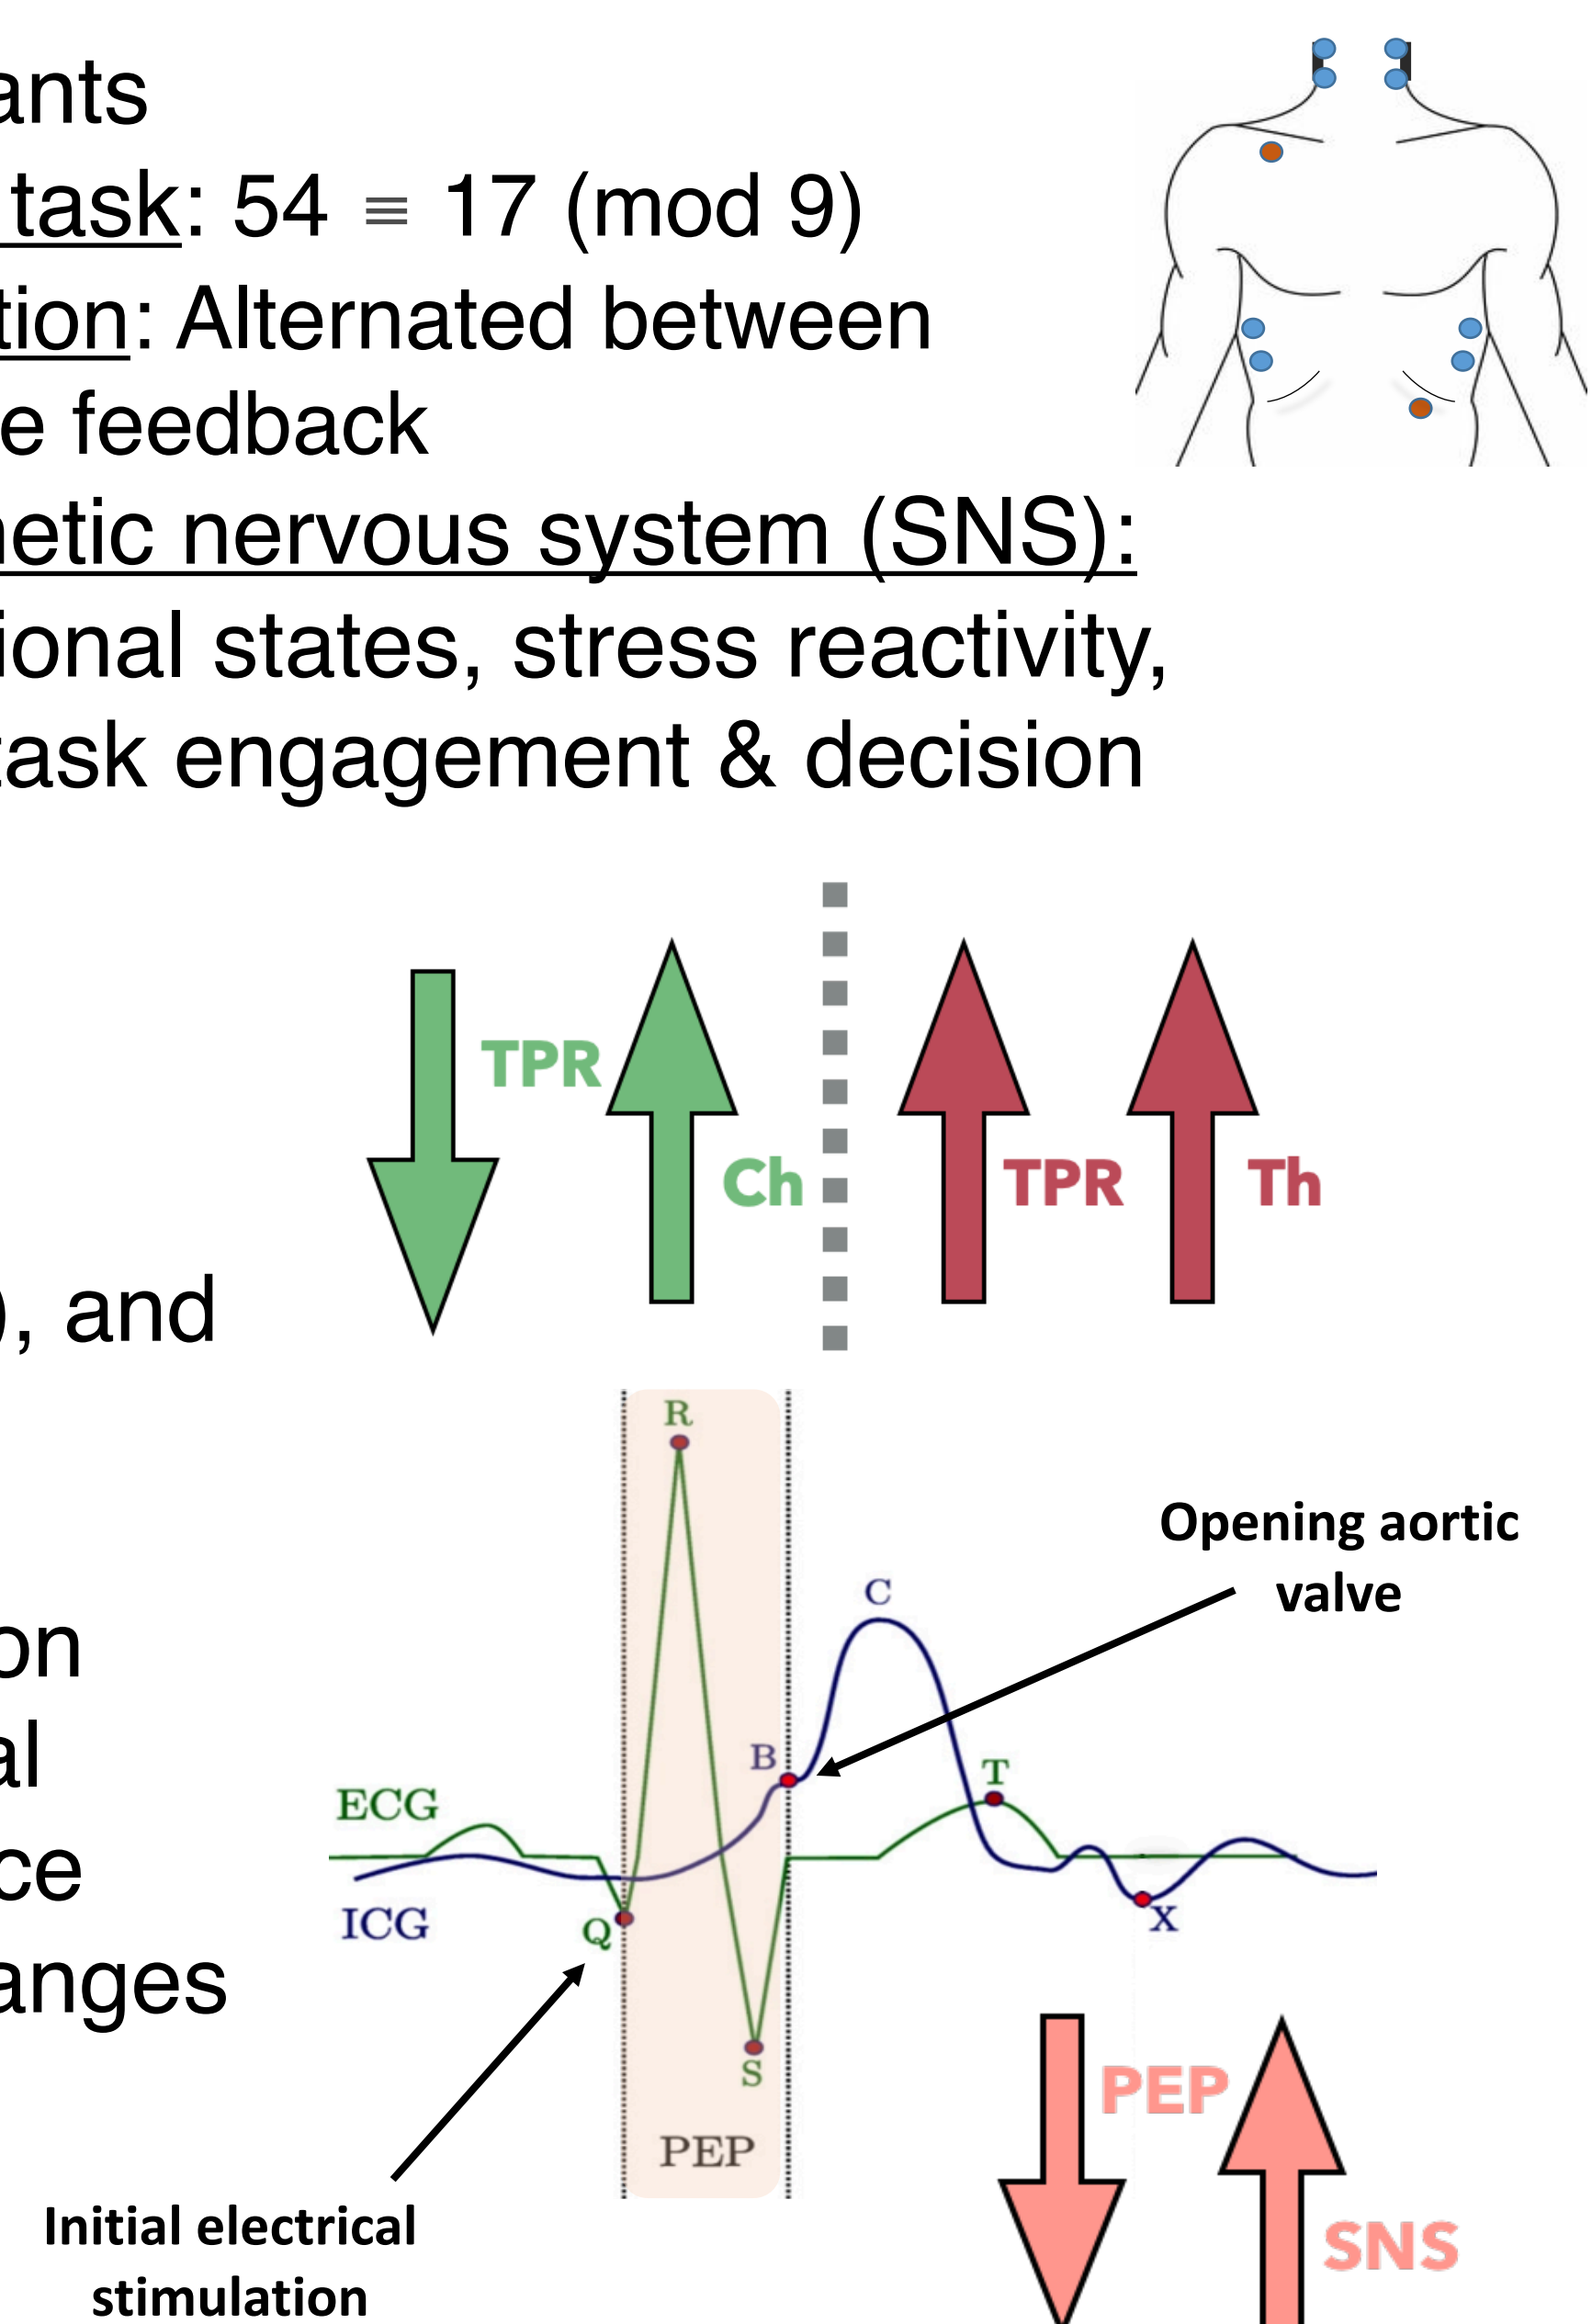 ants
task: 54 ≡ 17 (mod 9)
tion: Alternated between
e feedback
netic nervous system (SNS):
ional states, stress reactivity,
task engagement & decision
TPR
Ch
TPR
Th
), and
R
Opening aortic
valve
C
on
al
B
T
ECG
ce
ICG
Q
X
anges
S
PEP
PEP
Initial electrical
stimulation
SNS